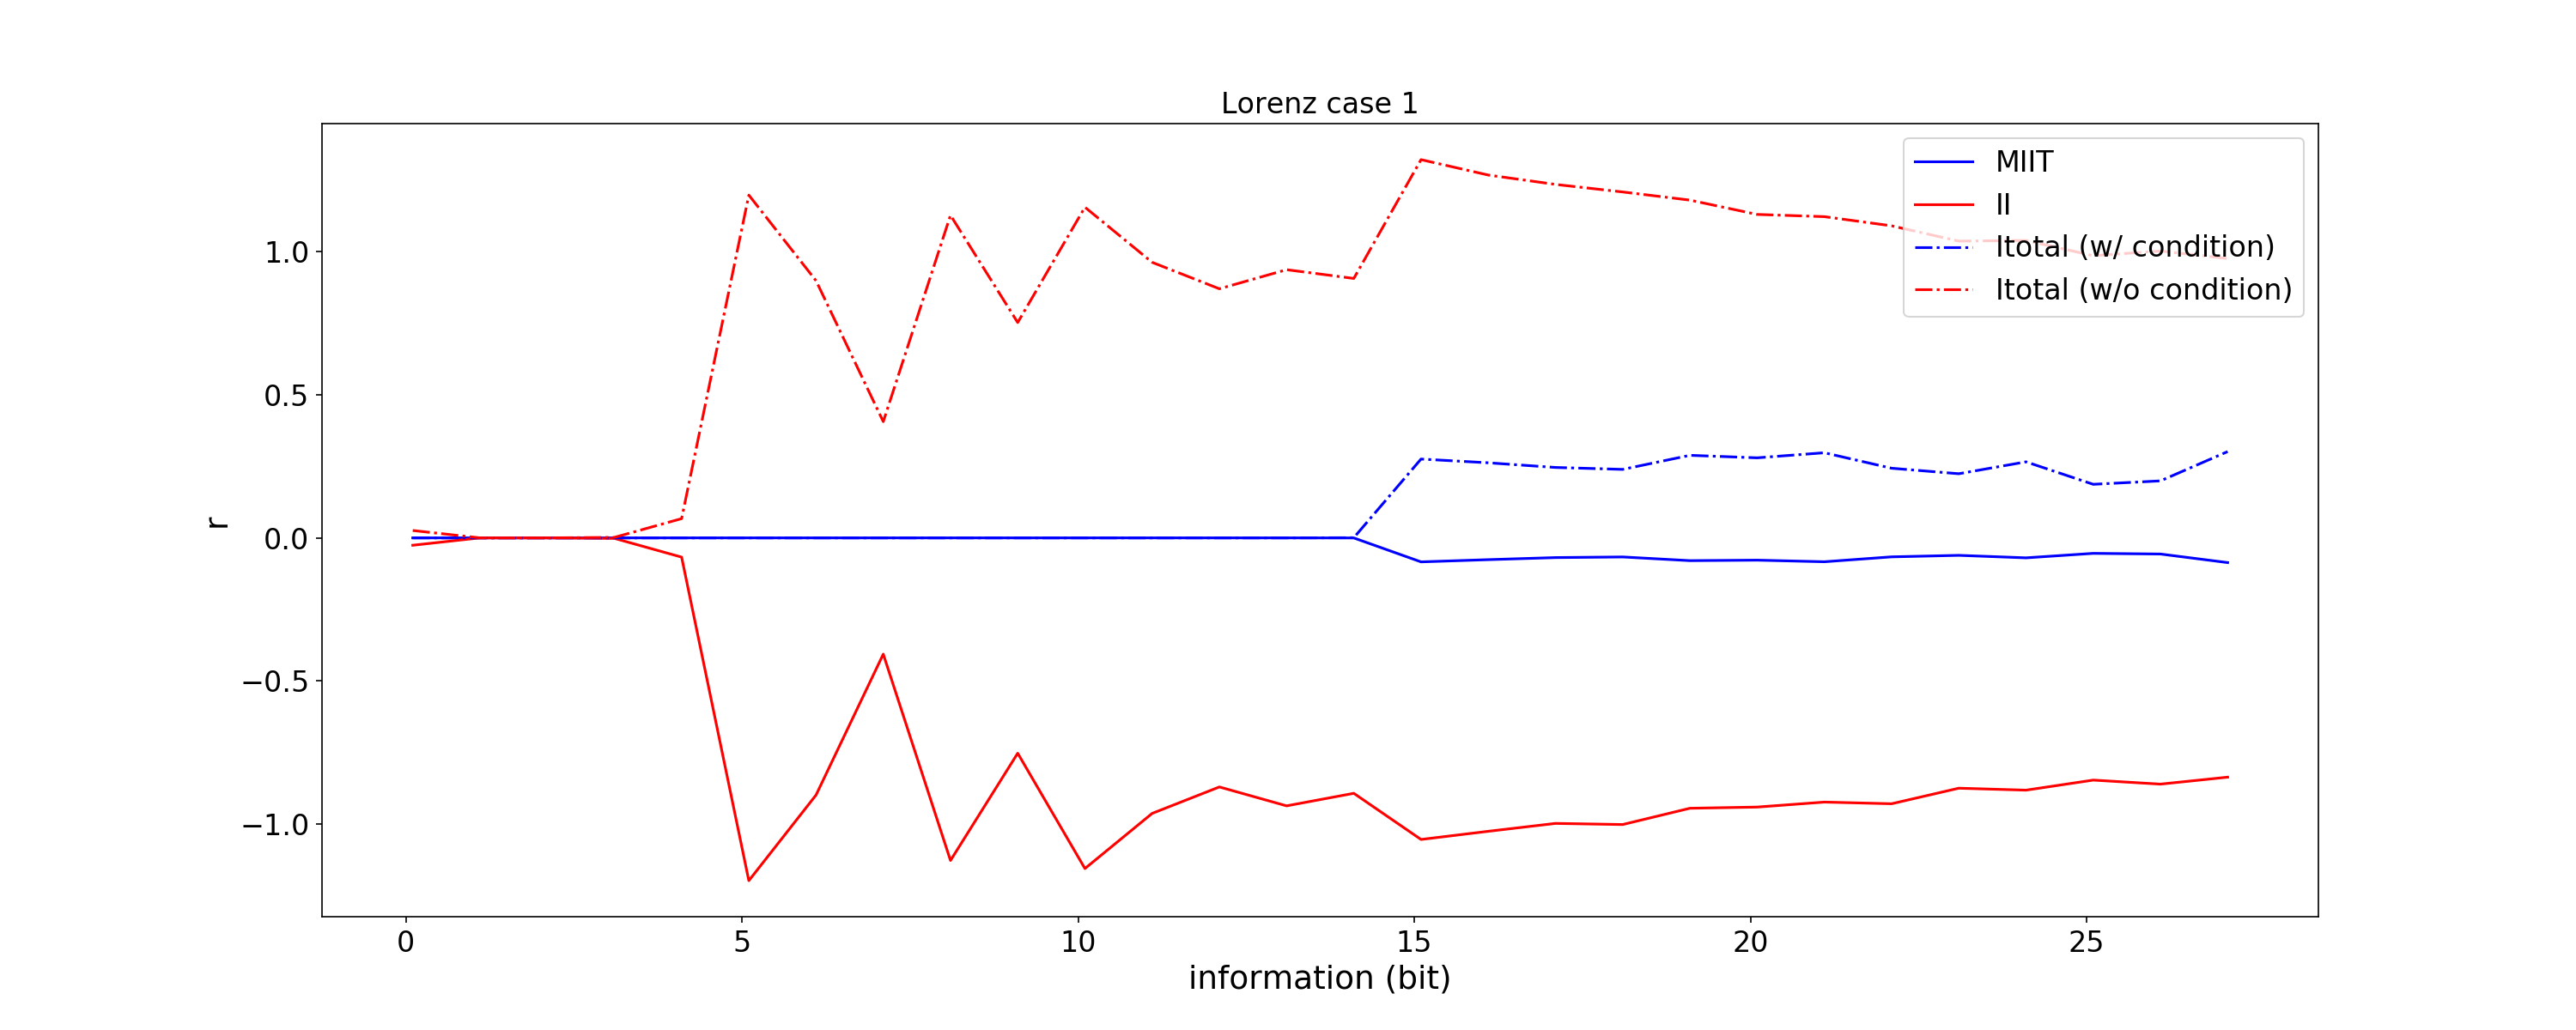 Lorenz case 1
MIIT
II
Itotal (w/ condition)
Itotal (w/o condition)
1.0
0.5
0.0
−0.5
−1.0
r
0 5 10 15 20 25
information (bit)